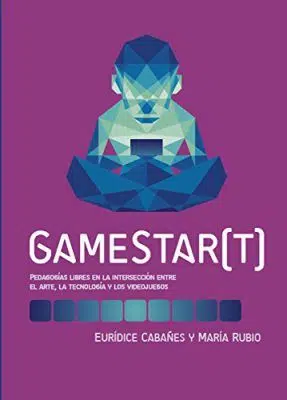 GAMESTAR(T)
PEDAGOGÍAS LIBRES EN LA INTERSECCIÓN ENTRE
EL ARTE, LA TECNOLOGÍA Y LOS VIDEOJUEGOS
EURÍDICE CABAÑES Y MARÍA RUBIO